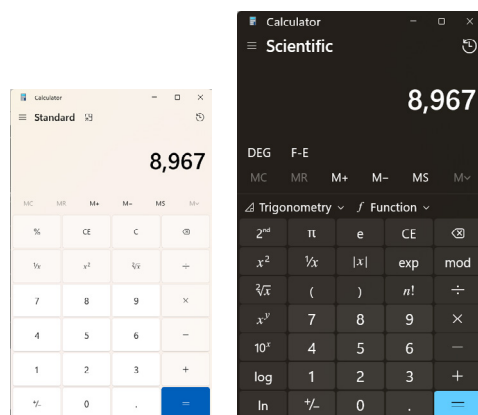 Calculator
Standard
8,967
MC MR M+ M− MS M˅
% CE C
¹/x x² ²√x ÷
7 8 9 ×
4 5 6 −
1 2 3 +
+/− 0 . =
Calculator
Scientific
8,967
DEG F-E
MC MR M+ M− MS M˅
Trigonometry f Function
2ⁿᵈ π e CE
x² ¹/x |x| exp mod
²√x ( ) n! ÷
xʸ 7 8 9 ×
10ˣ 4 5 6 −
log 1 2 3 +
ln +/− 0 . =